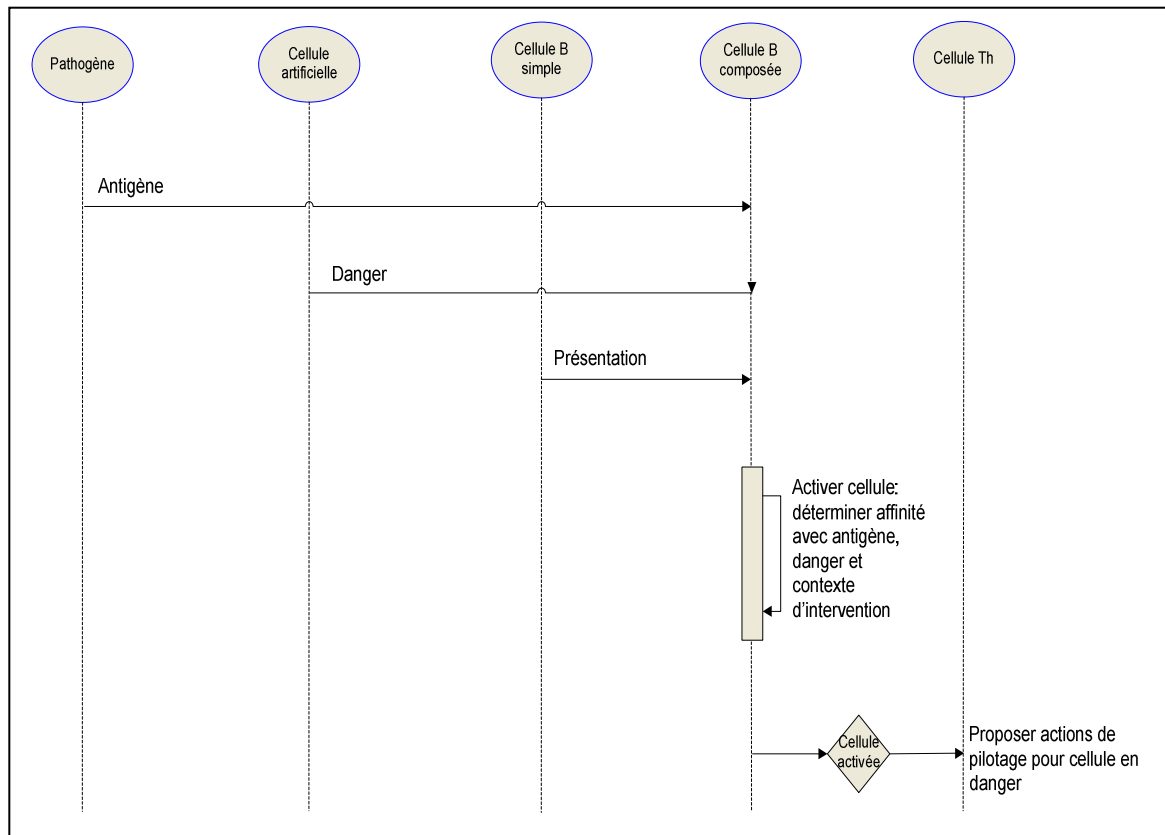 Pathogène
Cellule
artificielle
Cellule B
simple
Cellule B
composée
Cellule Th
Antigène
Danger
Présentation
Activer cellule:
déterminer affinité
avec antigène,
danger et
contexte
d'intervention
Cellule
activée
Proposer actions de
pilotage pour cellule en
danger